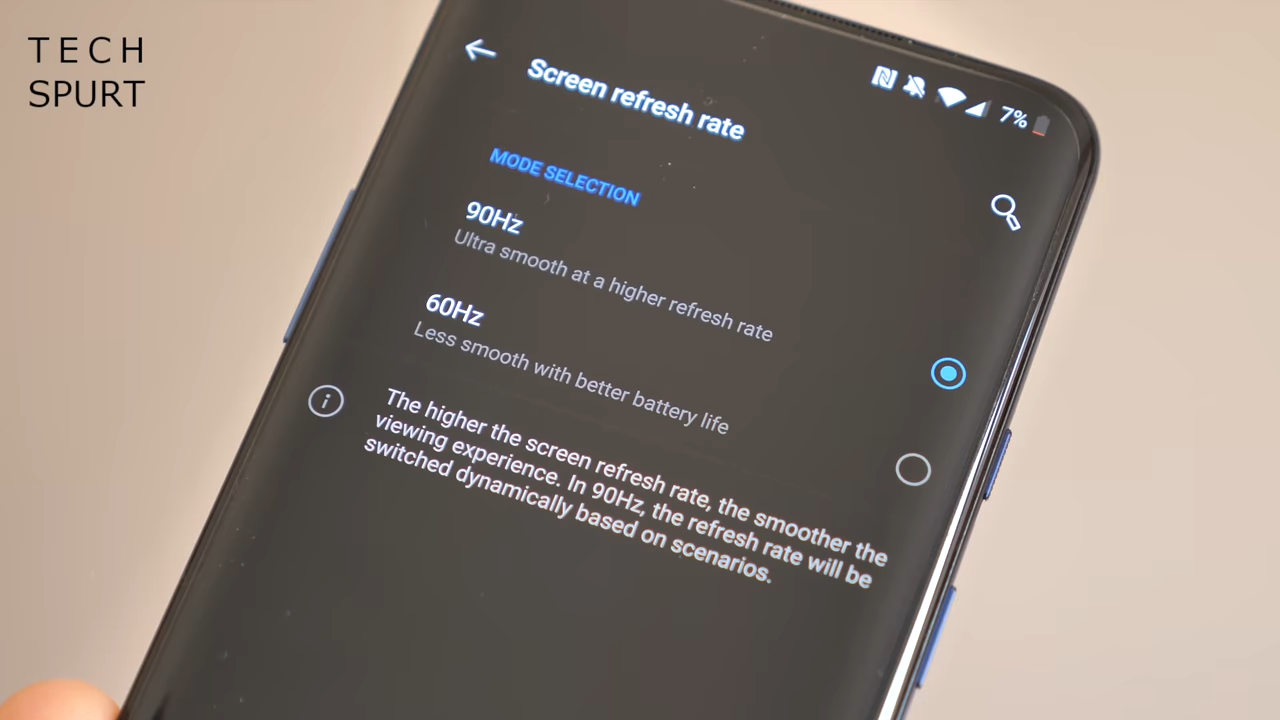 TECH
SPURT
7%
Screen refresh rate
MODE SELECTION
90Hz
Ultra smooth at a higher refresh rate
60Hz
Less smooth with better battery life
The higher the screen refresh rate, the smoother the
viewing experience. In 90Hz, the refresh rate will be
switched dynamically based on scenarios.